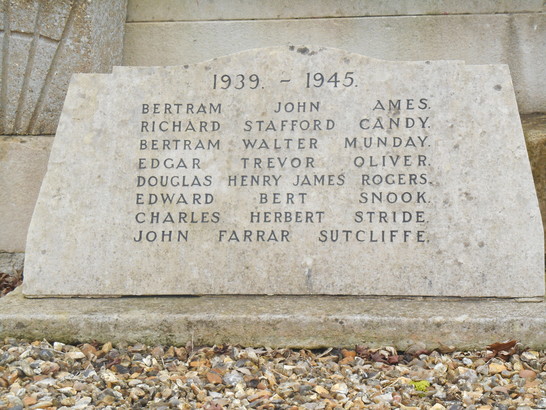 1939. - 1945.
BERTRAM JOHN AMES.
RICHARD STAFFORD CANDY.
BERTRAM WALTER MUNDAY.
EDGAR TREVOR OLIVER.
DOUGLAS HENRY JAMES ROGERS.
EDWARD BERT SNOOK.
CHARLES HERBERT STRIDE.
JOHN FARRAR SUTCLIFFE.